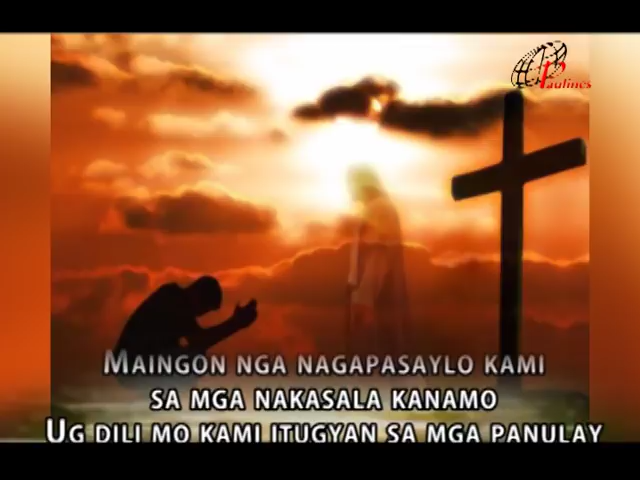 Paulines
MAINGON NGA NAGAPASAYLO KAMI
SA MGA NAKASALA KANAMO
UG DILI MO KAMI ITUGYAN SA MGA PANULAY